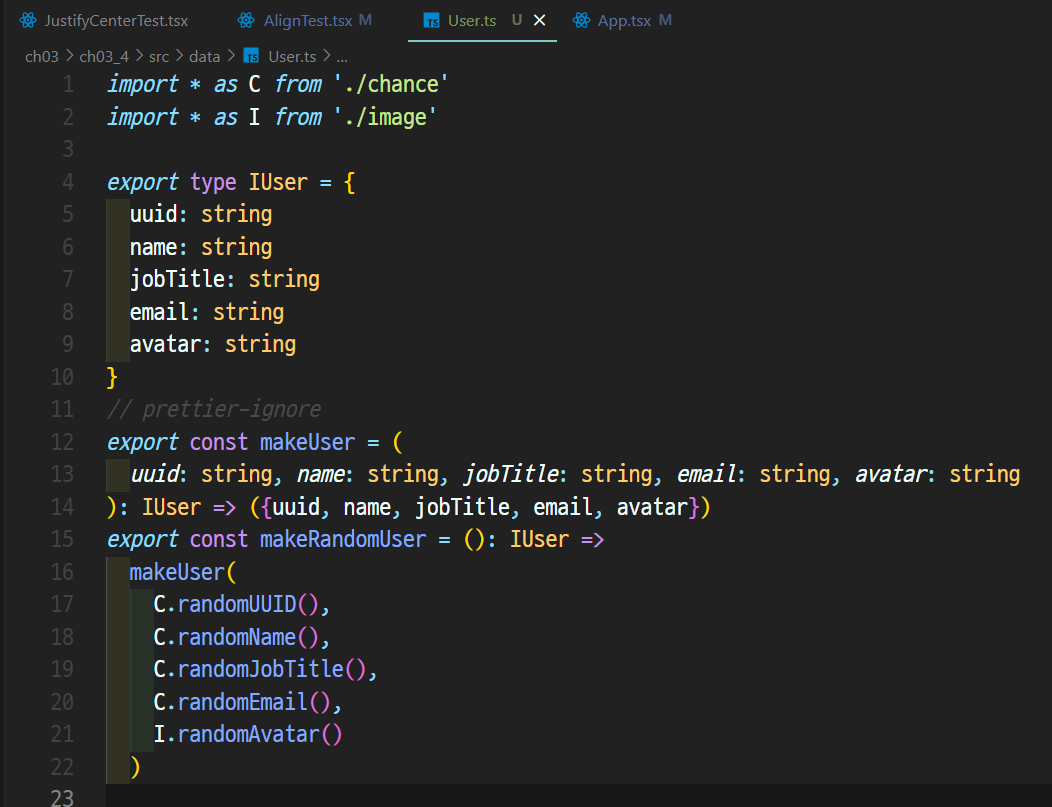 JustifyCenterTest.tsx AlignTest.tsx M TS User.ts U × App.tsx M
ch03 > ch03_4 > src > data > TS User.ts > ...
1 import * as C from './chance'
2 import * as I from './image'
3
4 export type IUser = {
5 uuid: string
6 name: string
7 jobTitle: string
8 email: string
9 avatar: string
10 }
11 // prettier-ignore
12 export const makeUser = (
13 uuid: string, name: string, jobTitle: string, email: string, avatar: string
14 ): IUser => ({uuid, name, jobTitle, email, avatar})
15 export const makeRandomUser = (): IUser =>
16 makeUser(
17 C.randomUUID(),
18 C.randomName(),
19 C.randomJobTitle(),
20 C.randomEmail(),
21 I.randomAvatar()
22 )
23